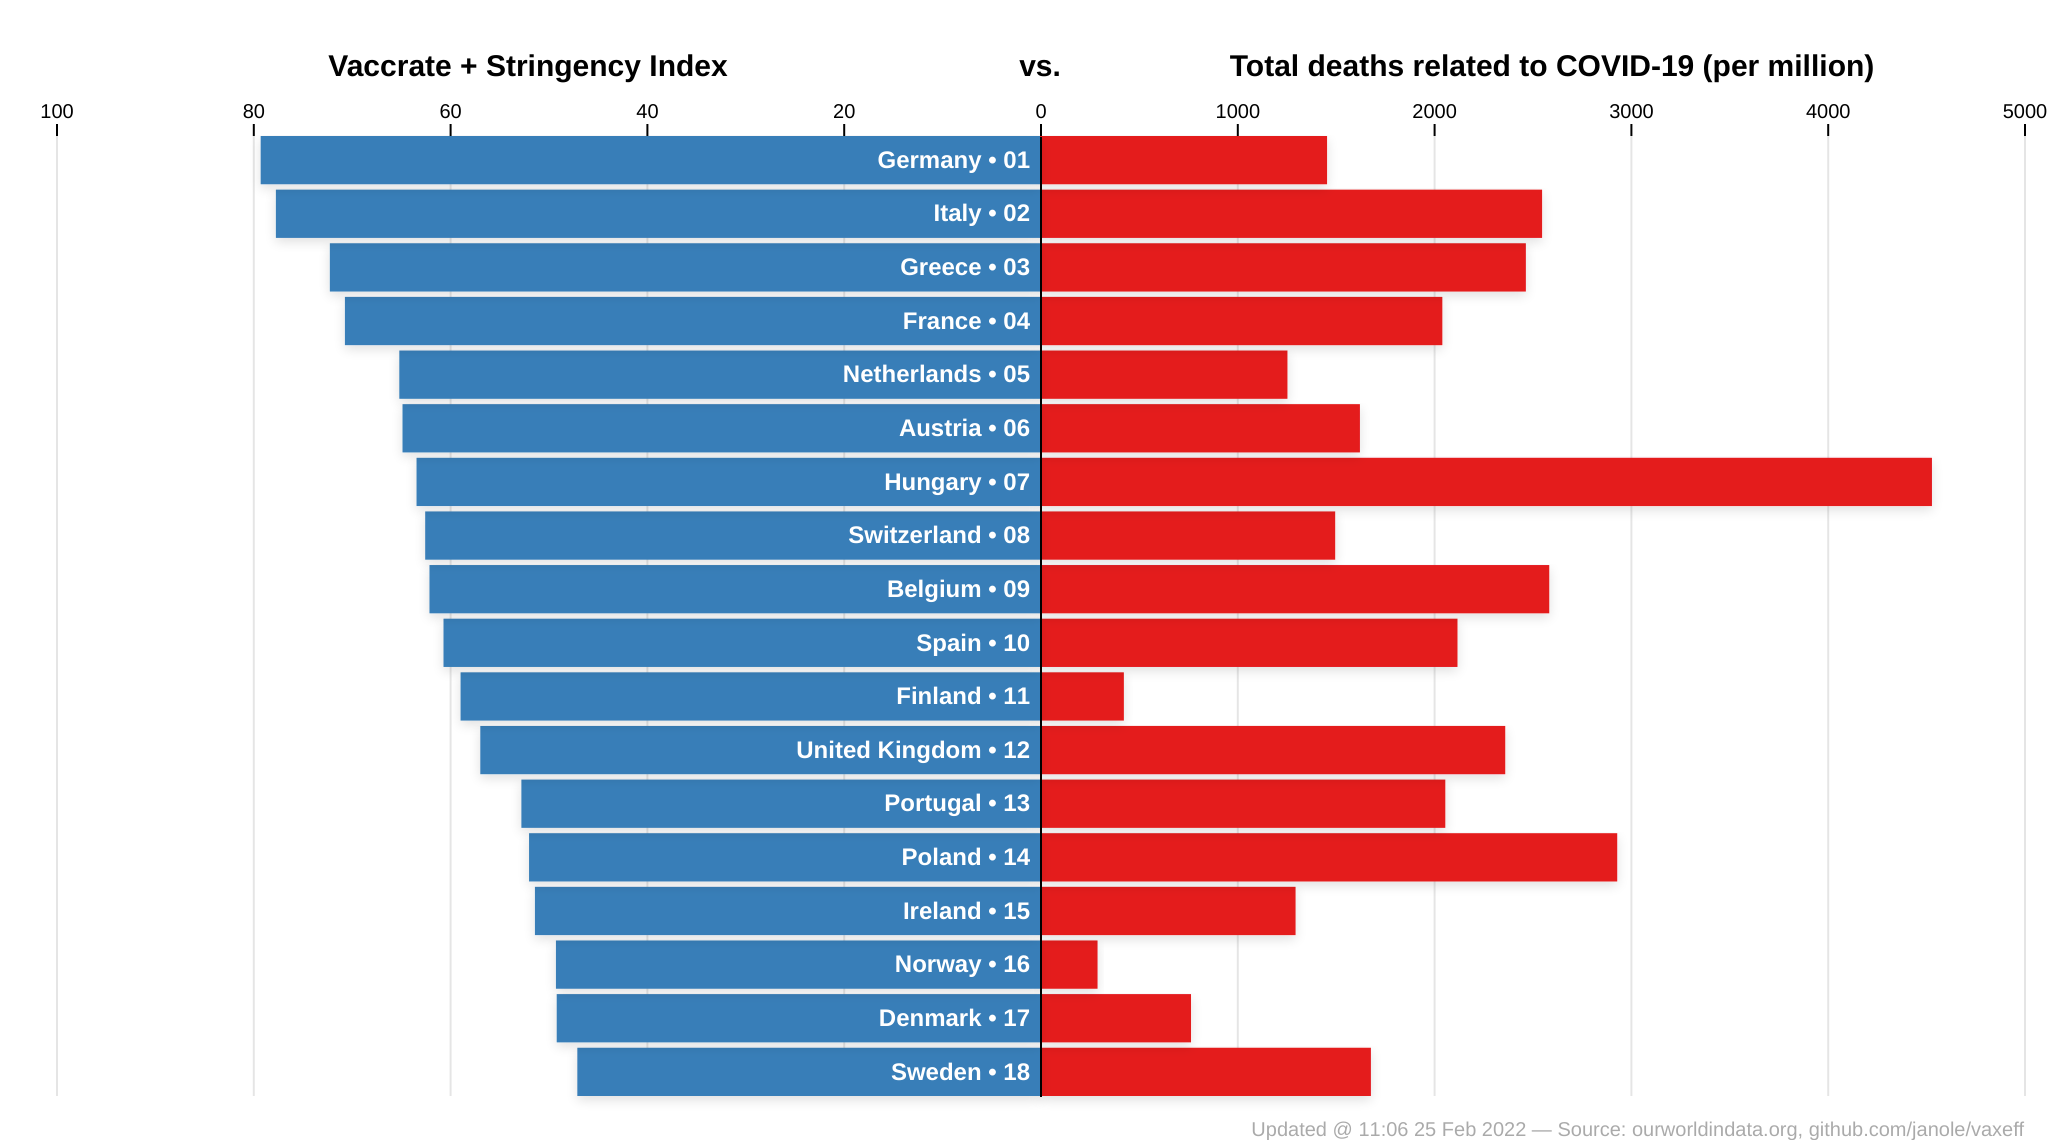 Vaccrate + Stringency Index vs. Total deaths related to COVID-19 (per million)
100 80 60 40 20 0 1000 2000 3000 4000 5000
Germany • 01
Italy • 02
Greece • 03
France • 04
Netherlands • 05
Austria • 06
Hungary • 07
Switzerland • 08
Belgium • 09
Spain • 10
Finland • 11
United Kingdom • 12
Portugal • 13
Poland • 14
Ireland • 15
Norway • 16
Denmark • 17
Sweden • 18
Updated @ 11:06 25 Feb 2022 — Source: ourworldindata.org, github.com/janole/vaxeff